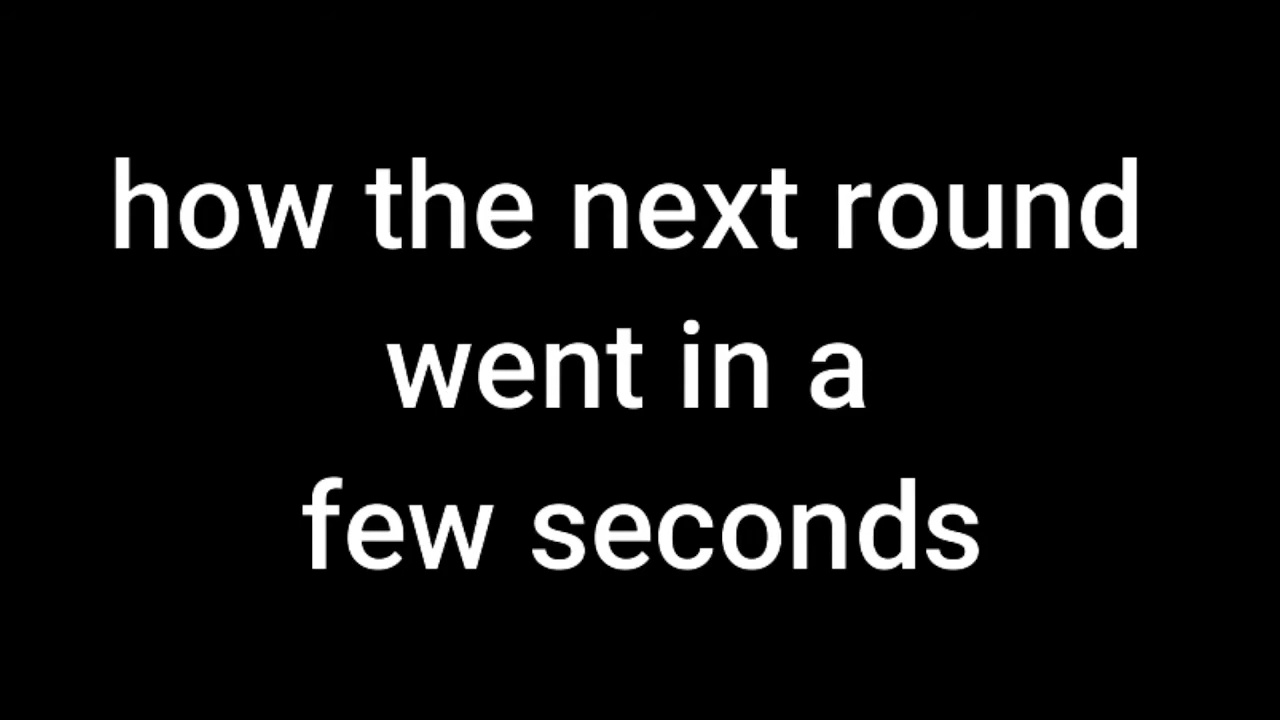 how the next round
went in a
few seconds